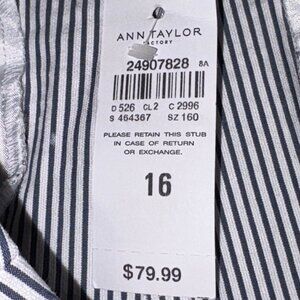 ANN TAYLOR
FACTORY
24907828 8A
D 526 CL 2 C 2996
S 464367 SZ 160
PLEASE RETAIN THIS STUB
IN CASE OF RETURN
OR EXCHANGE.
16
$79.99